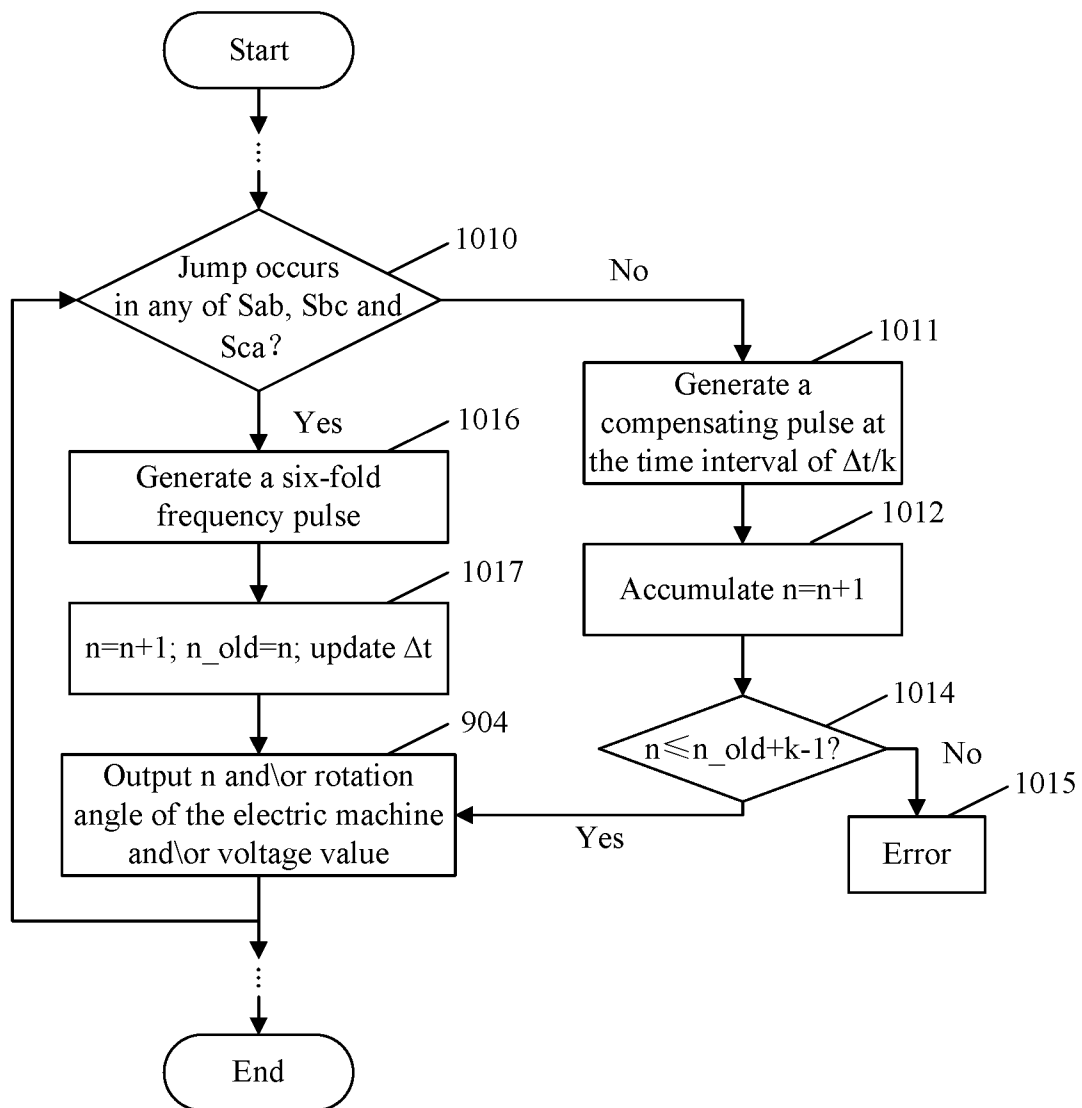 Start
⋮
1010
Jump occurs
in any of Sab, Sbc and
Sca?
No
1011
Generate a
compensating pulse at
the time interval of Δt/k
Yes
1016
Generate a six-fold
frequency pulse
1012
Accumulate n=n+1
1017
n=n+1; n_old=n; update Δt
1014
n≤n_old+k-1?
No
904
Output n and\or rotation
angle of the electric machine
and\or voltage value
Yes
1015
Error
⋮
End